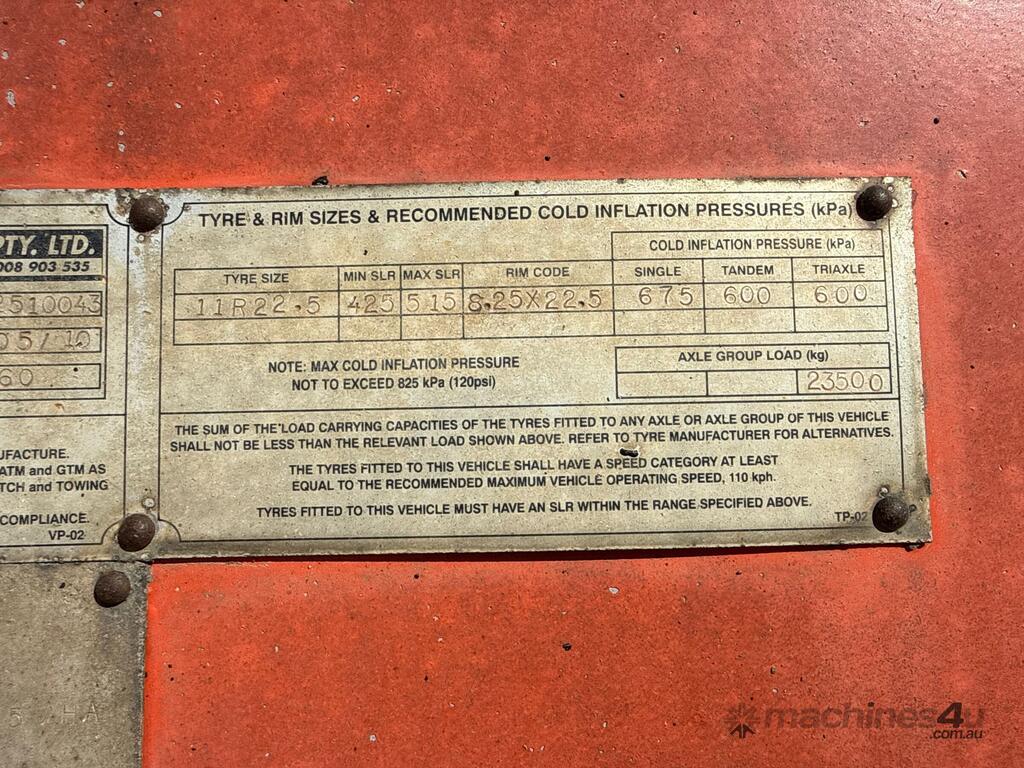 TYRE & RIM SIZES & RECOMMENDED COLD INFLATION PRESSURES (kPa)
COLD INFLATION PRESSURE (kPa)
TYRE SIZE MIN SLR MAX SLR RIM CODE SINGLE TANDEM TRIAXLE
11R22.5 425 515 8.25X22.5 675 600 600
NOTE: MAX COLD INFLATION PRESSURE
NOT TO EXCEED 825 kPa (120psi)
AXLE GROUP LOAD (kg)
23500
THE SUM OF THE LOAD CARRYING CAPACITIES OF THE TYRES FITTED TO ANY AXLE OR AXLE GROUP OF THIS VEHICLE
SHALL NOT BE LESS THAN THE RELEVANT LOAD SHOWN ABOVE. REFER TO TYRE MANUFACTURER FOR ALTERNATIVES.
THE TYRES FITTED TO THIS VEHICLE SHALL HAVE A SPEED CATEGORY AT LEAST
EQUAL TO THE RECOMMENDED MAXIMUM VEHICLE OPERATING SPEED, 110 kph.
TYRES FITTED TO THIS VEHICLE MUST HAVE AN SLR WITHIN THE RANGE SPECIFIED ABOVE.
TP-02
PTY. LTD.
008 903 535
2510043
05/10
60
UFACTURE.
ATM and GTM AS
TCH and TOWING
COMPLIANCE.
VP-02
5 HA
machines4u
.com.au